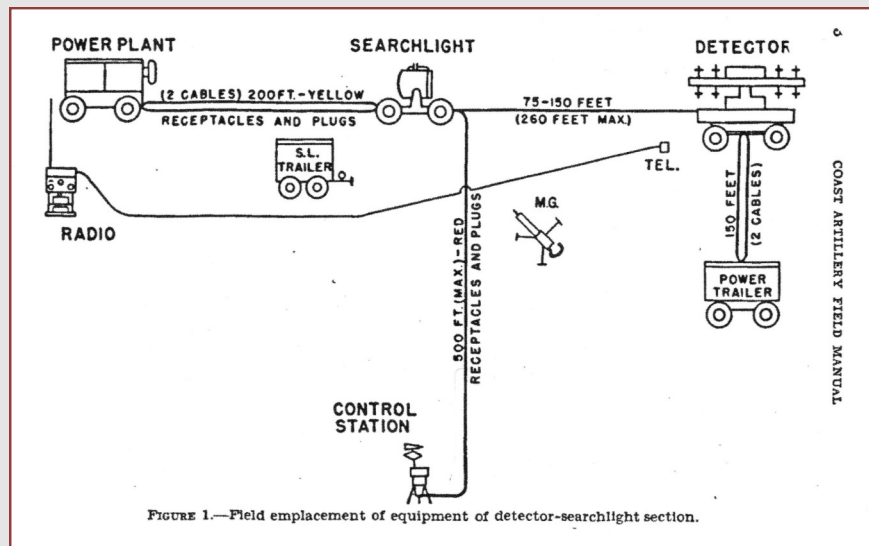 POWER PLANT
SEARCHLIGHT
DETECTOR
(2 CABLES) 200FT.-YELLOW
RECEPTACLES AND PLUGS
75-150 FEET
(260 FEET MAX.)
S.L.
TRAILER
TEL.
RADIO
M.G.
500 FT.(MAX.)-RED
RECEPTACLES AND PLUGS
150 FEET
(2 CABLES)
POWER
TRAILER
CONTROL
STATION
COAST ARTILLERY FIELD MANUAL
FIGURE 1.—Field emplacement of equipment of detector-searchlight section.